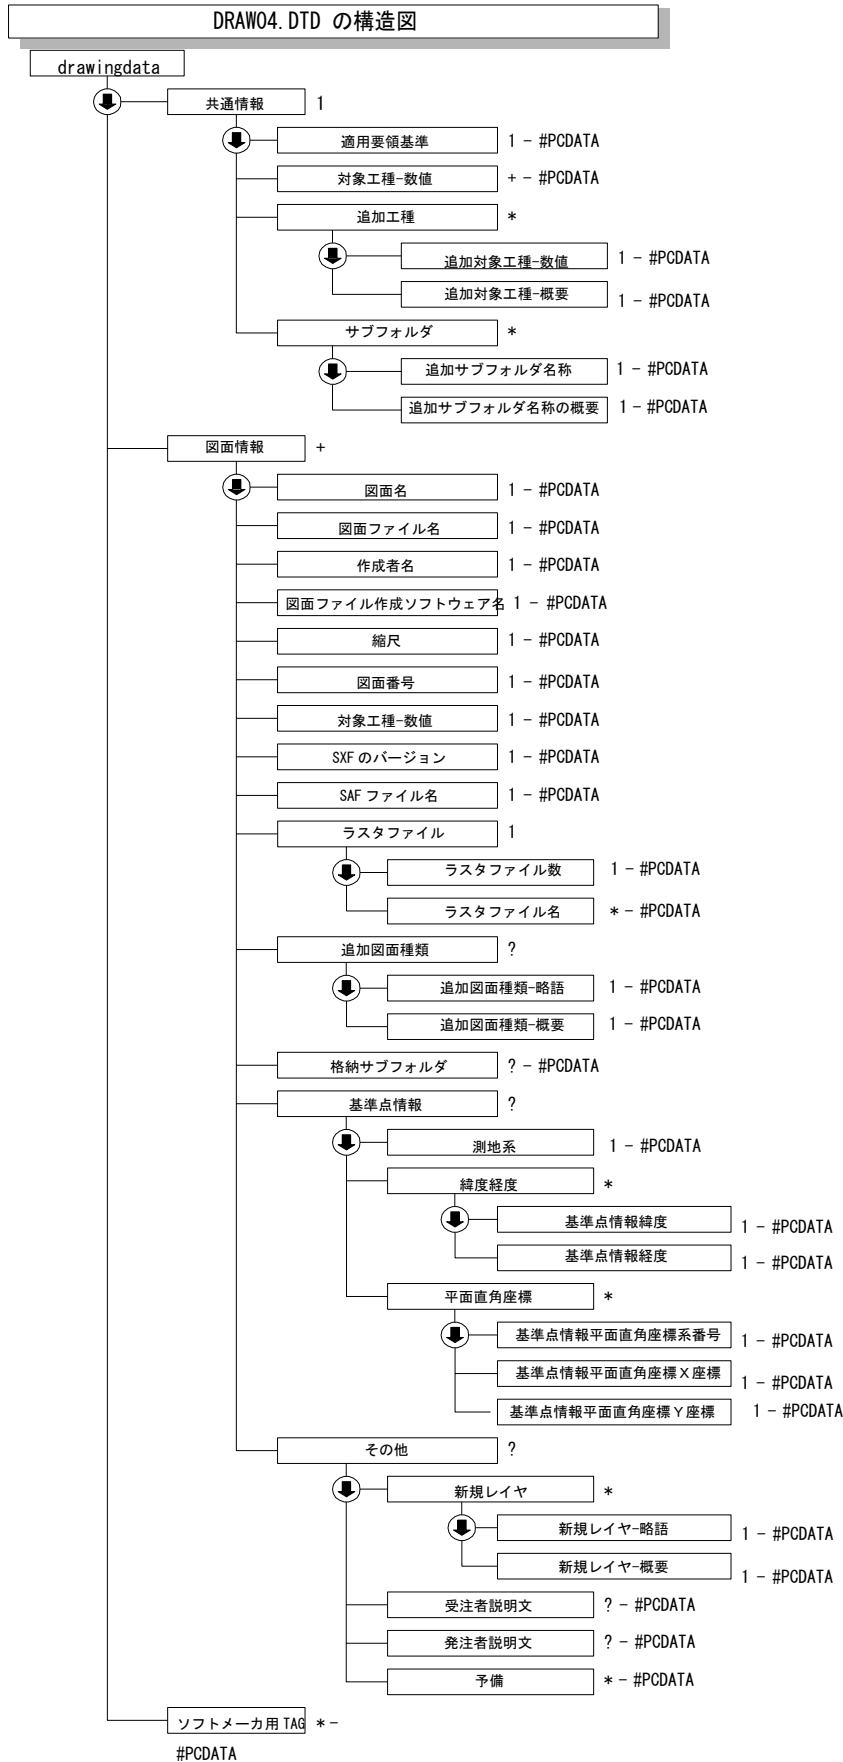 DRAW04.DTD の構造図
drawingdata
共通情報 1
適用要領基準 1 - #PCDATA
対象工種-数値 + - #PCDATA
追加工種 *
追加対象工種-数値 1 - #PCDATA
追加対象工種-概要 1 - #PCDATA
サブフォルダ *
追加サブフォルダ名称 1 - #PCDATA
追加サブフォルダ名称の概要 1 - #PCDATA
図面情報 +
図面名 1 - #PCDATA
図面ファイル名 1 - #PCDATA
作成者名 1 - #PCDATA
図面ファイル作成ソフトウェア名 1 - #PCDATA
縮尺 1 - #PCDATA
図面番号 1 - #PCDATA
対象工種-数値 1 - #PCDATA
SXF のバージョン 1 - #PCDATA
SAF ファイル名 1 - #PCDATA
ラスタファイル 1
ラスタファイル数 1 - #PCDATA
ラスタファイル名 * - #PCDATA
追加図面種類 ?
追加図面種類-略語 1 - #PCDATA
追加図面種類-概要 1 - #PCDATA
格納サブフォルダ ? - #PCDATA
基準点情報 ?
測地系 1 - #PCDATA
緯度経度 *
基準点情報緯度 1 - #PCDATA
基準点情報経度 1 - #PCDATA
平面直角座標 *
基準点情報平面直角座標系番号 1 - #PCDATA
基準点情報平面直角座標X座標 1 - #PCDATA
基準点情報平面直角座標Y座標 1 - #PCDATA
その他 ?
新規レイヤ *
新規レイヤ-略語 1 - #PCDATA
新規レイヤ-概要 1 - #PCDATA
受注者説明文 ? - #PCDATA
発注者説明文 ? - #PCDATA
予備 * - #PCDATA
ソフトメーカ用 TAG * -
#PCDATA